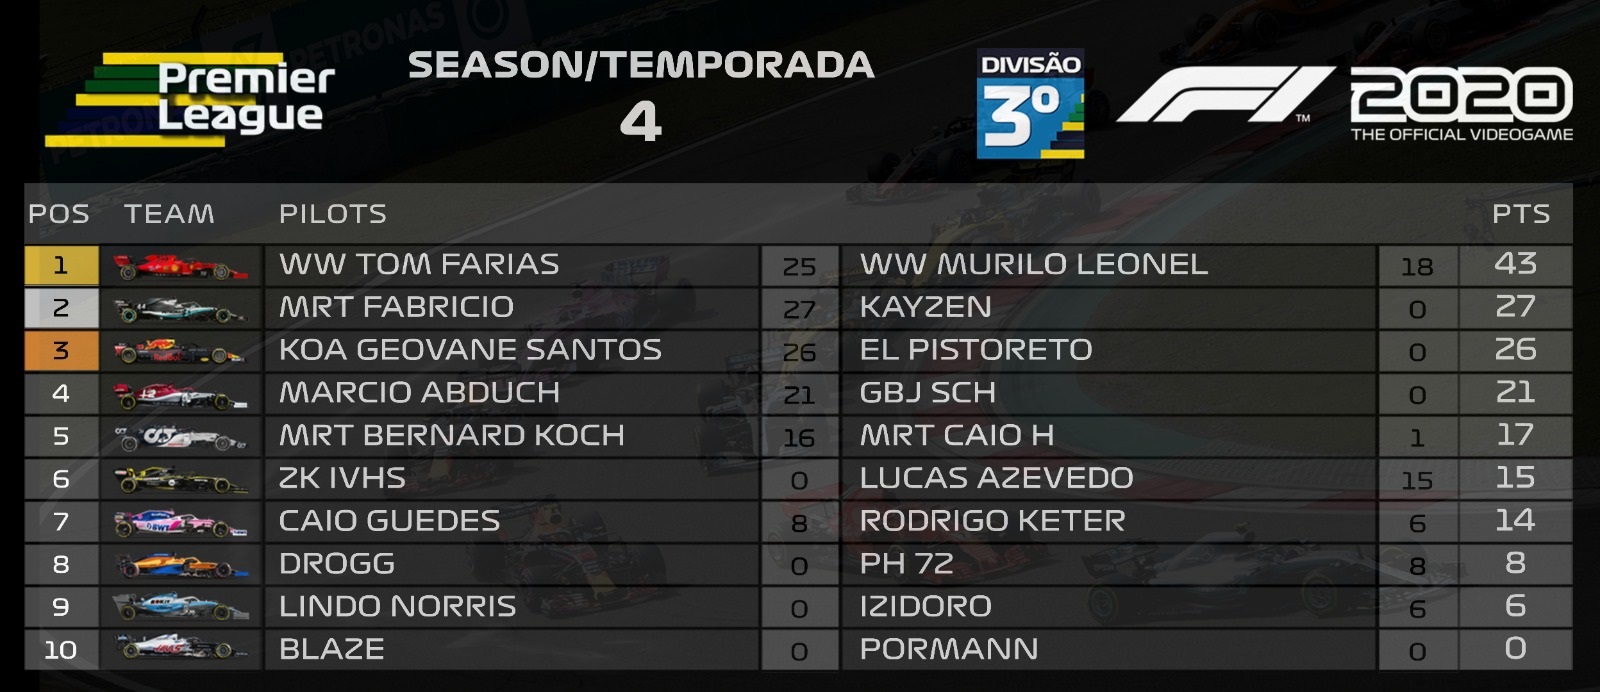 Premier
League
SEASON/TEMPORADA
4
DIVISÃO
3º
F1™ 2020
THE OFFICIAL VIDEOGAME
PETRONAS
POS TEAM PILOTS PTS
1 WW TOM FARIAS 25 WW MURILO LEONEL 18 43
2 MRT FABRICIO 27 KAYZEN 0 27
3 KOA GEOVANE SANTOS 26 EL PISTORETO 0 26
4 MARCIO ABDUCH 21 GBJ SCH 0 21
5 MRT BERNARD KOCH 16 MRT CAIO H 1 17
6 ZK IVHS 0 LUCAS AZEVEDO 15 15
7 CAIO GUEDES 8 RODRIGO KETER 6 14
8 DROGG 0 PH 72 8 8
9 LINDO NORRIS 0 IZIDORO 6 6
10 BLAZE 0 PORMANN 0 0